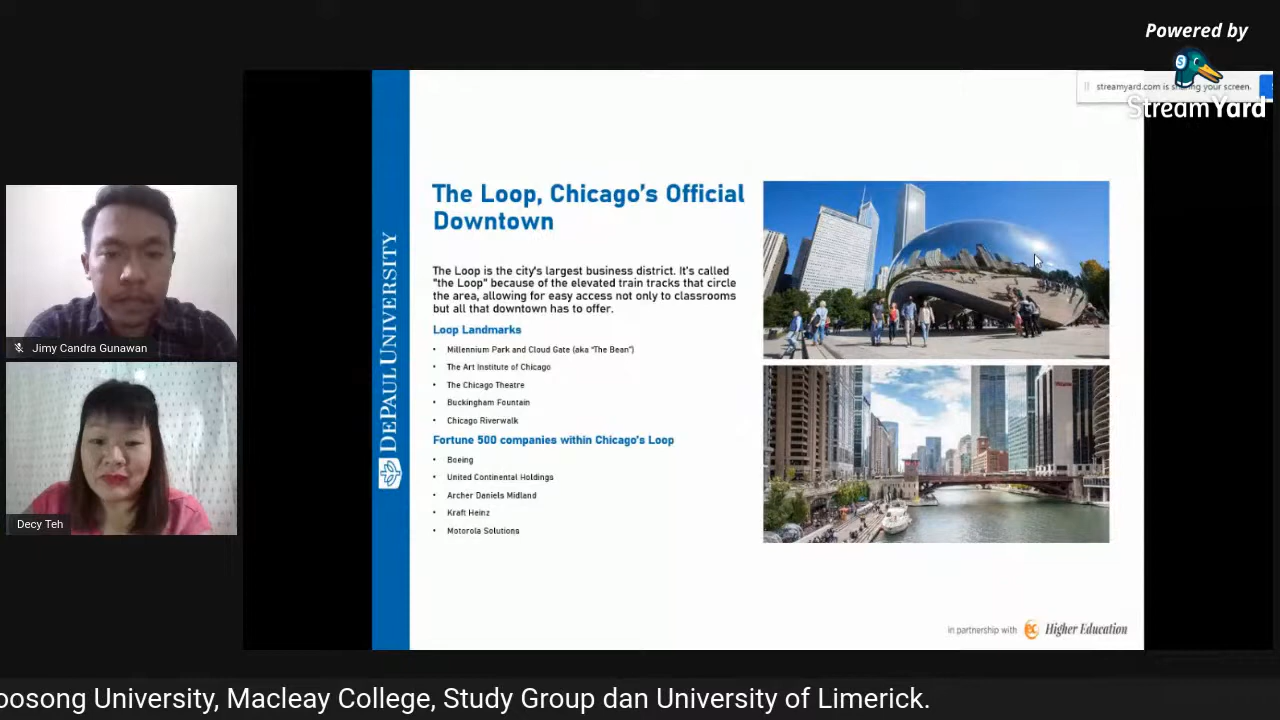 Powered by
StreamYard
streamyard.com is sharing your screen.
DEPAUL UNIVERSITY
The Loop, Chicago's Official
Downtown
The Loop is the city's largest business district. It's called
"the Loop" because of the elevated train tracks that circle
the area, allowing for easy access not only to classrooms
but all that downtown has to offer.
Loop Landmarks
• Millennium Park and Cloud Gate (aka "The Bean")
• The Art Institute of Chicago
• The Chicago Theatre
• Buckingham Fountain
• Chicago Riverwalk
Fortune 500 companies within Chicago's Loop
• Boeing
• United Continental Holdings
• Archer Daniels Midland
• Kraft Heinz
• Motorola Solutions
in partnership with EC Higher Education
Jimy Candra Gunawan
Decy Teh
oosong University, Macleay College, Study Group dan University of Limerick.